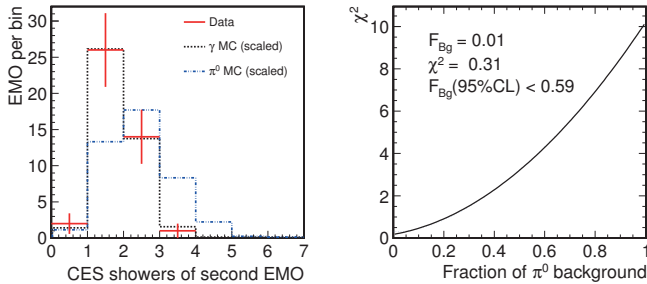 EMO per bin
30
25
20
15
10
5
0
Data
γ MC (scaled)
π⁰ MC (scaled)
0 1 2 3 4 5 6 7
CES showers of second EMO
χ²
10
8
6
4
2
0
F_Bg = 0.01
χ² = 0.31
F_Bg(95%CL) < 0.59
0 0.2 0.4 0.6 0.8 1
Fraction of π⁰ background